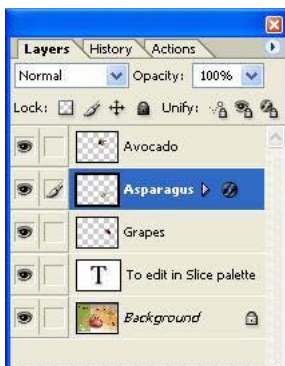 Layers History Actions
Normal Opacity: 100%
Lock: Unify:
Avocado
Asparagus
Grapes
T To edit in Slice palette
Background